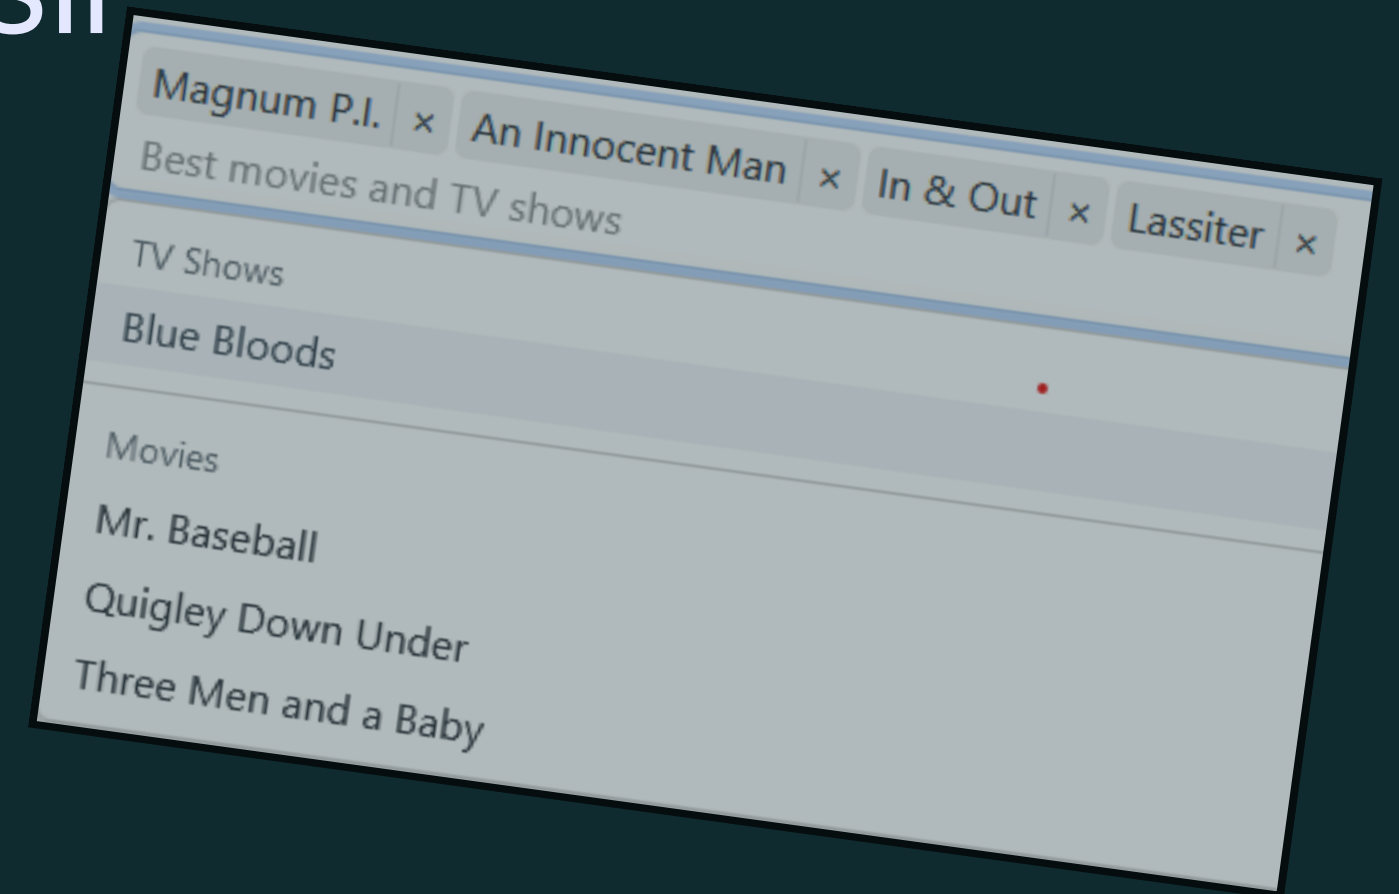 Magnum P.I. × An Innocent Man × In & Out × Lassiter ×
Best movies and TV shows
TV Shows
Blue Bloods
Movies
Mr. Baseball
Quigley Down Under
Three Men and a Baby